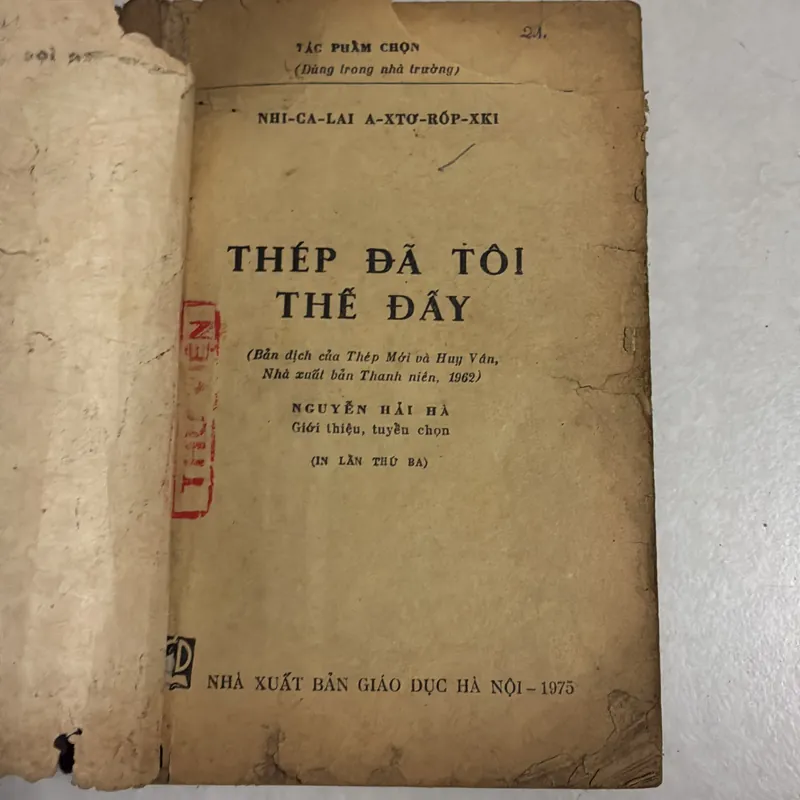 21.
TÁC PHẨM CHỌN
(Dùng trong nhà trường)
NHI-CA-LAI A-XTƠ-RỐP-XKI
THÉP ĐÃ TÔI
THẾ ĐẤY
(Bản dịch của Thép Mới và Huy Vân,
Nhà xuất bản Thanh niên, 1962)
NGUYỄN HẢI HÀ
Giới thiệu, tuyển chọn
(IN LẦN THỨ BA)
THƯ VIỆN
NHÀ XUẤT BẢN GIÁO DỤC HÀ NỘI – 1975